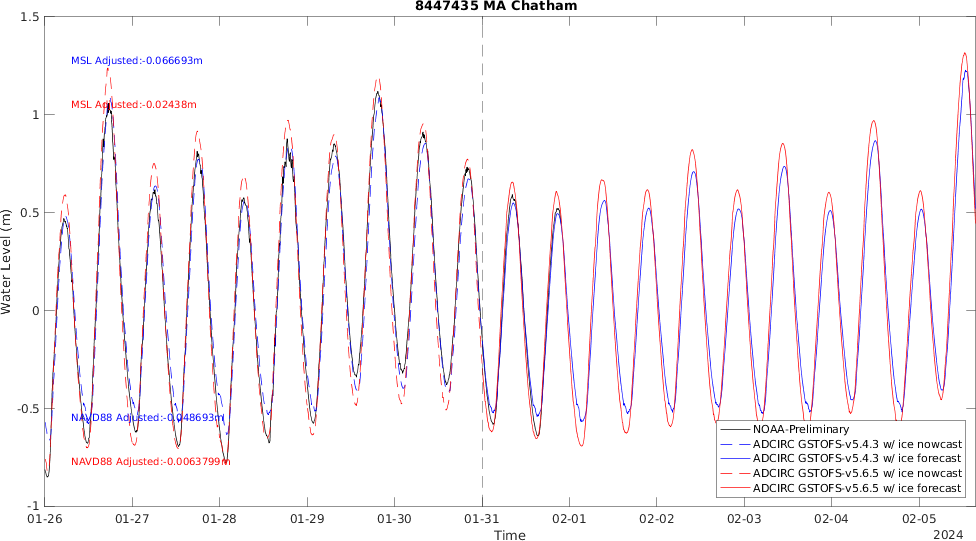 8447435 MA Chatham
1.5
MSL Adjusted:-0.066693m
1
MSL Adjusted:-0.02438m
0.5
Water Level (m)
0
-0.5
NAVD88 Adjusted:-0.048693m
NAVD88 Adjusted:-0.0063799m
NOAA-Preliminary
ADCIRC GSTOFS-v5.4.3 w/ ice nowcast
ADCIRC GSTOFS-v5.4.3 w/ ice forecast
ADCIRC GSTOFS-v5.6.5 w/ ice nowcast
ADCIRC GSTOFS-v5.6.5 w/ ice forecast
-1
01-26 01-27 01-28 01-29 01-30 01-31 02-01 02-02 02-03 02-04 02-05
Time
2024